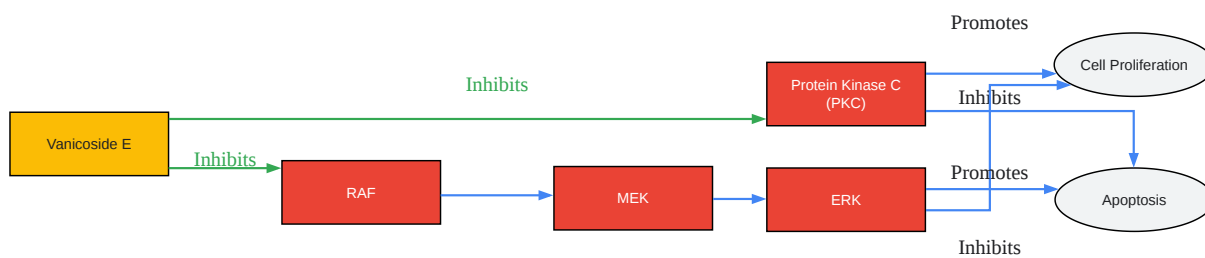 Promotes
Cell Proliferation
Inhibits
Protein Kinase C
(PKC)
Inhibits
Vanicoside E
Inhibits
RAF
MEK
ERK
Promotes
Apoptosis
Inhibits